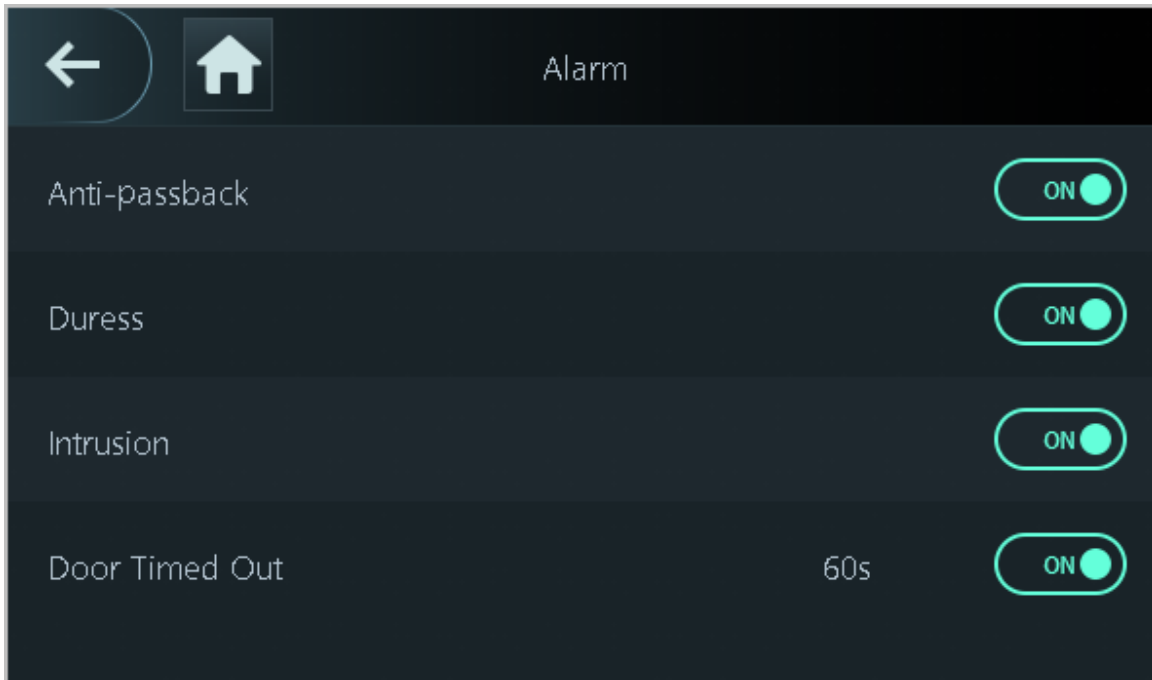 Alarm
Anti-passback ON
Duress ON
Intrusion ON
Door Timed Out 60s ON